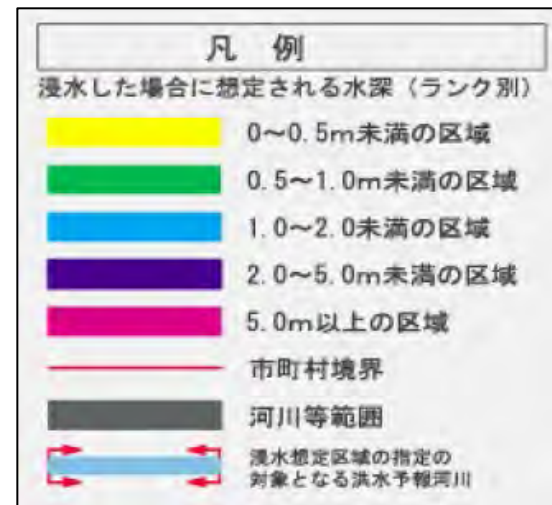 凡 例
浸水した場合に想定される水深（ランク別）
0～0.5m未満の区域
0.5～1.0m未満の区域
1.0～2.0未満の区域
2.0～5.0m未満の区域
5.0m以上の区域
市町村境界
河川等範囲
浸水想定区域の指定の
対象となる洪水予報河川